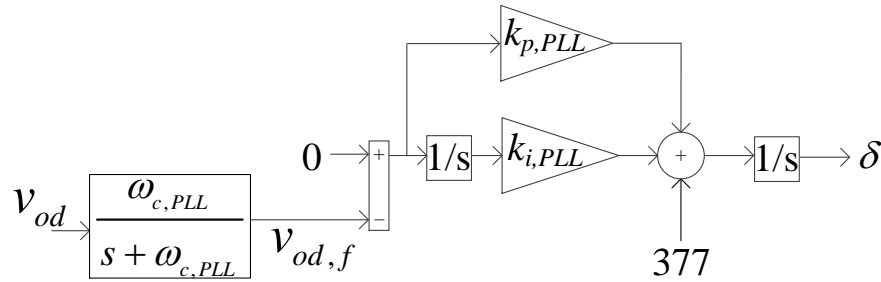 k_{p,PLL}
0
+
−
1/s
k_{i,PLL}
+
1/s
δ
v_{od}
ω_{c,PLL}
s + ω_{c,PLL}
v_{od,f}
377